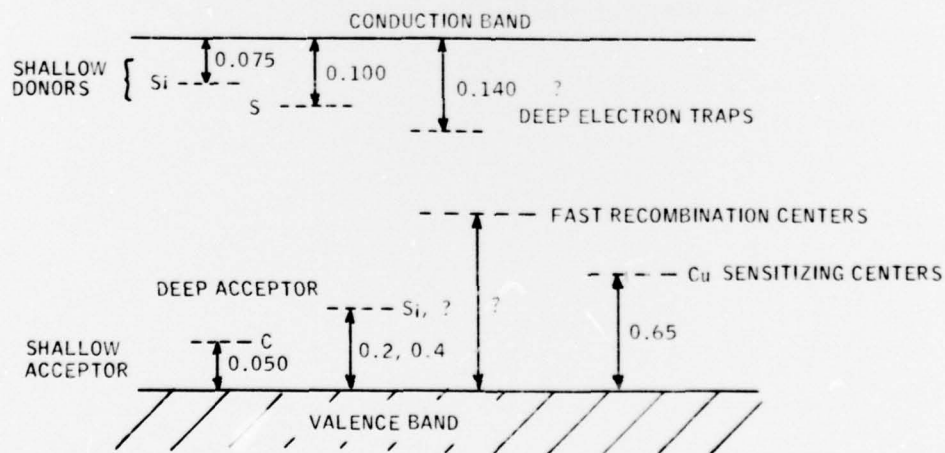 CONDUCTION BAND
SHALLOW
DONORS
0.075
0.100
0.140 ?
Si
S
DEEP ELECTRON TRAPS
FAST RECOMBINATION CENTERS
Cu SENSITIZING CENTERS
DEEP ACCEPTOR
Si, ? ?
C
0.65
SHALLOW
ACCEPTOR
0.050
0.2, 0.4
VALENCE BAND